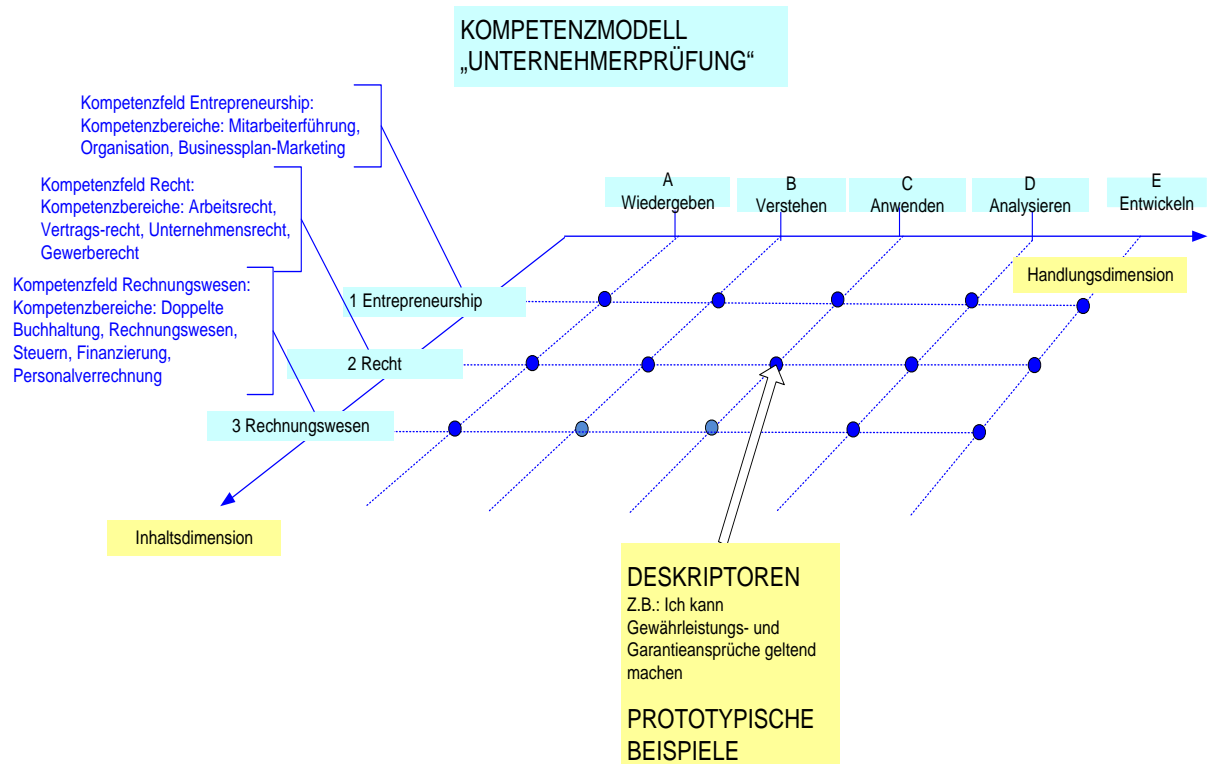 KOMPETENZMODELL
„UNTERNEHMERPRÜFUNG“
Kompetenzfeld Entrepreneurship:
Kompetenzbereiche: Mitarbeiterführung,
Organisation, Businessplan-Marketing
Kompetenzfeld Recht:
Kompetenzbereiche: Arbeitsrecht,
Vertrags-recht, Unternehmensrecht,
Gewerberecht
Kompetenzfeld Rechnungswesen:
Kompetenzbereiche: Doppelte
Buchhaltung, Rechnungswesen,
Steuern, Finanzierung,
Personalverrechnung
A
Wiedergeben
B
Verstehen
C
Anwenden
D
Analysieren
E
Entwickeln
Handlungsdimension
1 Entrepreneurship
2 Recht
3 Rechnungswesen
Inhaltsdimension
DESKRIPTOREN
Z.B.: Ich kann
Gewährleistungs- und
Garantieansprüche geltend
machen
PROTOTYPISCHE
BEISPIELE